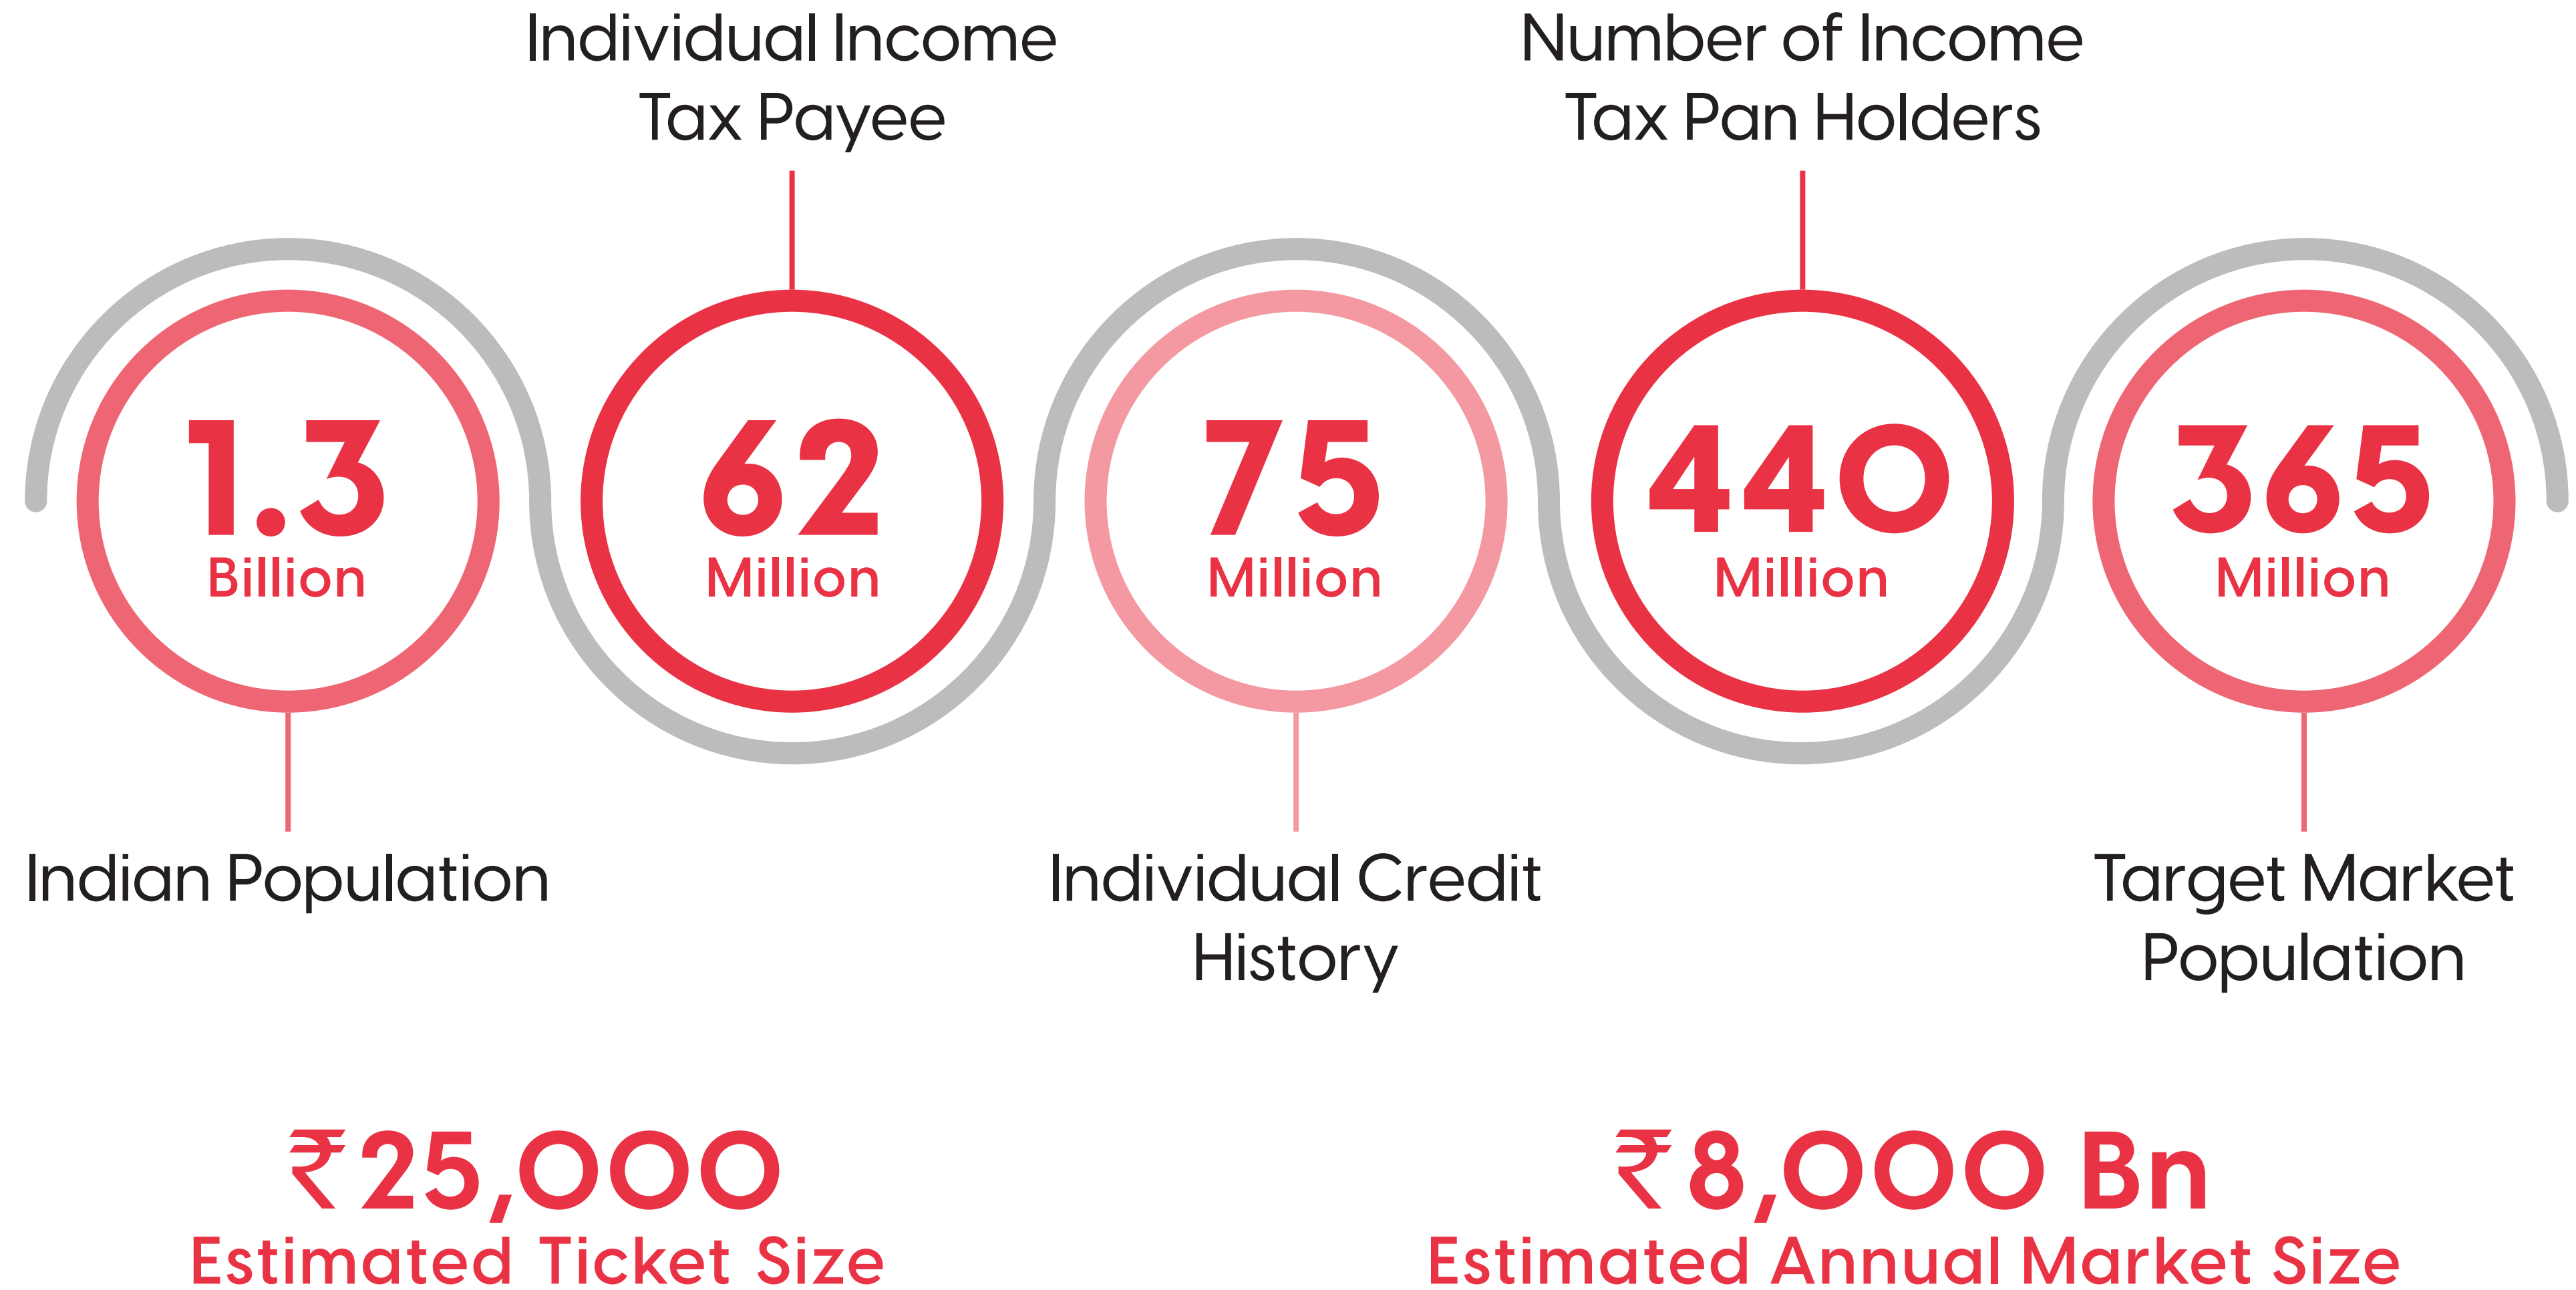 Individual Income
Tax Payee
Number of Income
Tax Pan Holders
1.3
Billion
62
Million
75
Million
440
Million
365
Million
Indian Population
Individual Credit
History
Target Market
Population
₹25,000
Estimated Ticket Size
₹8,000 Bn
Estimated Annual Market Size